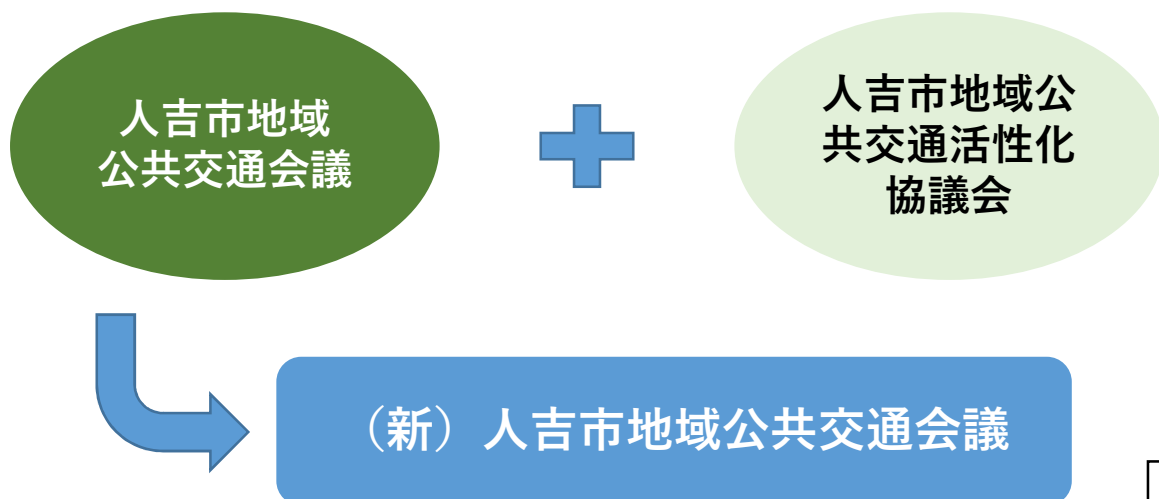 人吉市地域
公共交通会議
人吉市地域公
共交通活性化
協議会
（新）人吉市地域公共交通会議